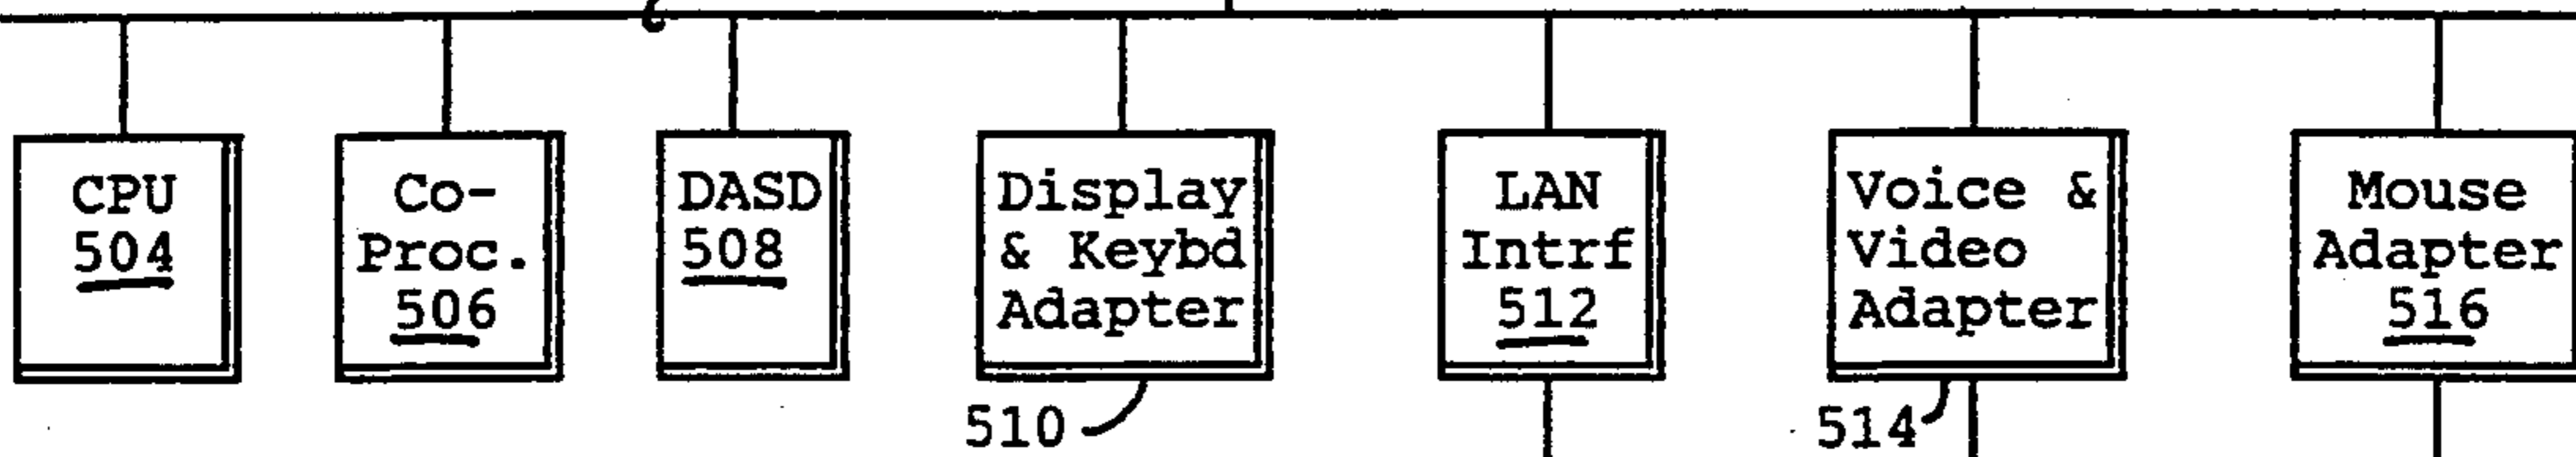 CPU
504
Co-
Proc.
506
DASD
508
Display
& Keybd
Adapter
510
LAN
Intrf
512
Voice &
Video
Adapter
514
Mouse
Adapter
516